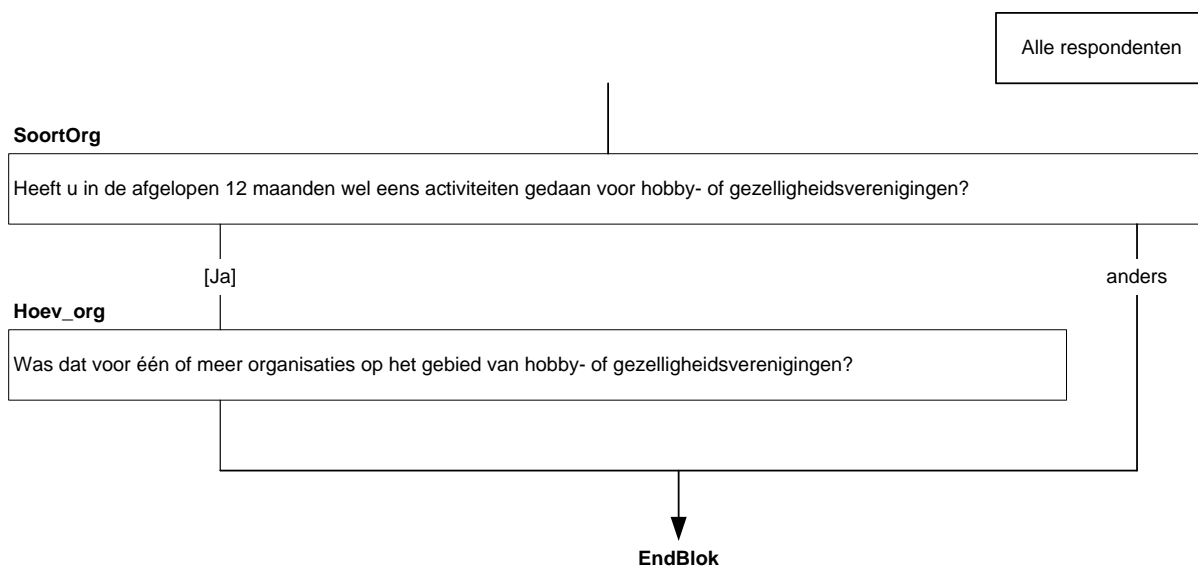 Alle respondenten
SoortOrg
Heeft u in de afgelopen 12 maanden wel eens activiteiten gedaan voor hobby- of gezelligheidsverenigingen?
[Ja]
anders
Hoev_org
Was dat voor één of meer organisaties op het gebied van hobby- of gezelligheidsverenigingen?
EndBlok